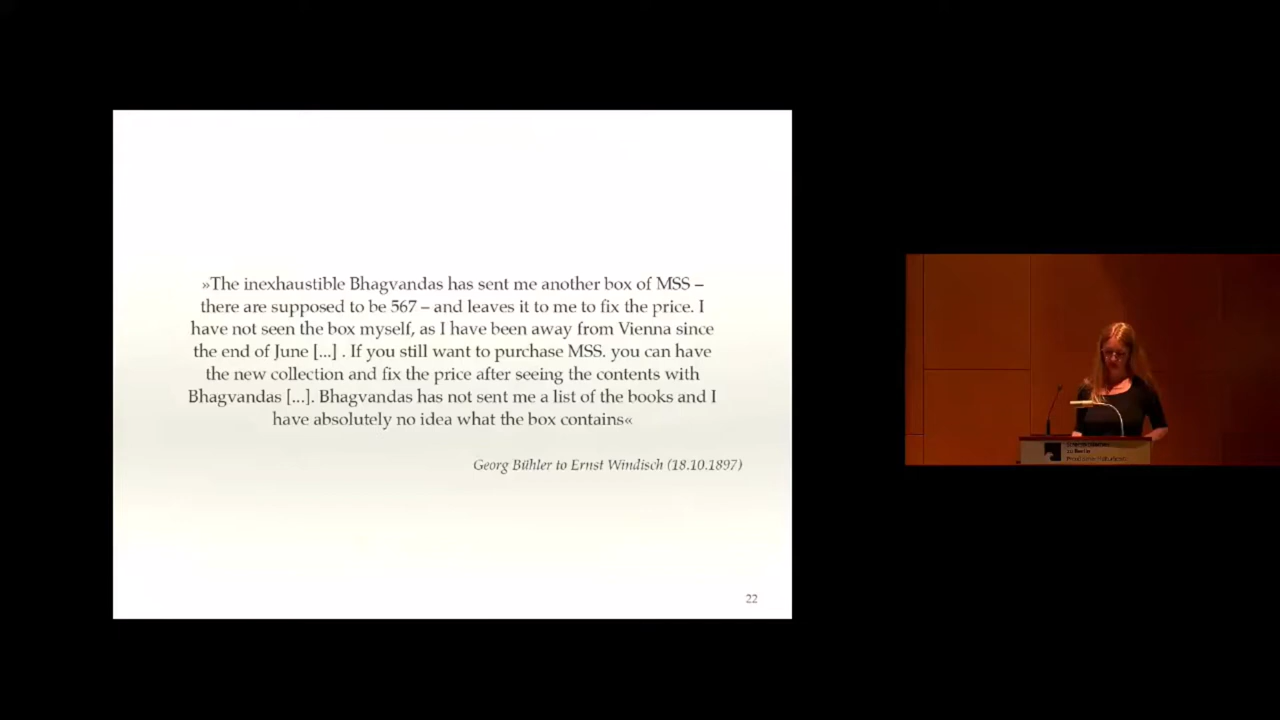 »The inexhaustible Bhagvandas has sent me another box of MSS –
there are supposed to be 567 – and leaves it to me to fix the price. I
have not seen the box myself, as I have been away from Vienna since
the end of June [...] . If you still want to purchase MSS. you can have
the new collection and fix the price after seeing the contents with
Bhagvandas [...]. Bhagvandas has not sent me a list of the books and I
have absolutely no idea what the box contains«
Georg Bühler to Ernst Windisch (18.10.1897)
22
zu Berlin